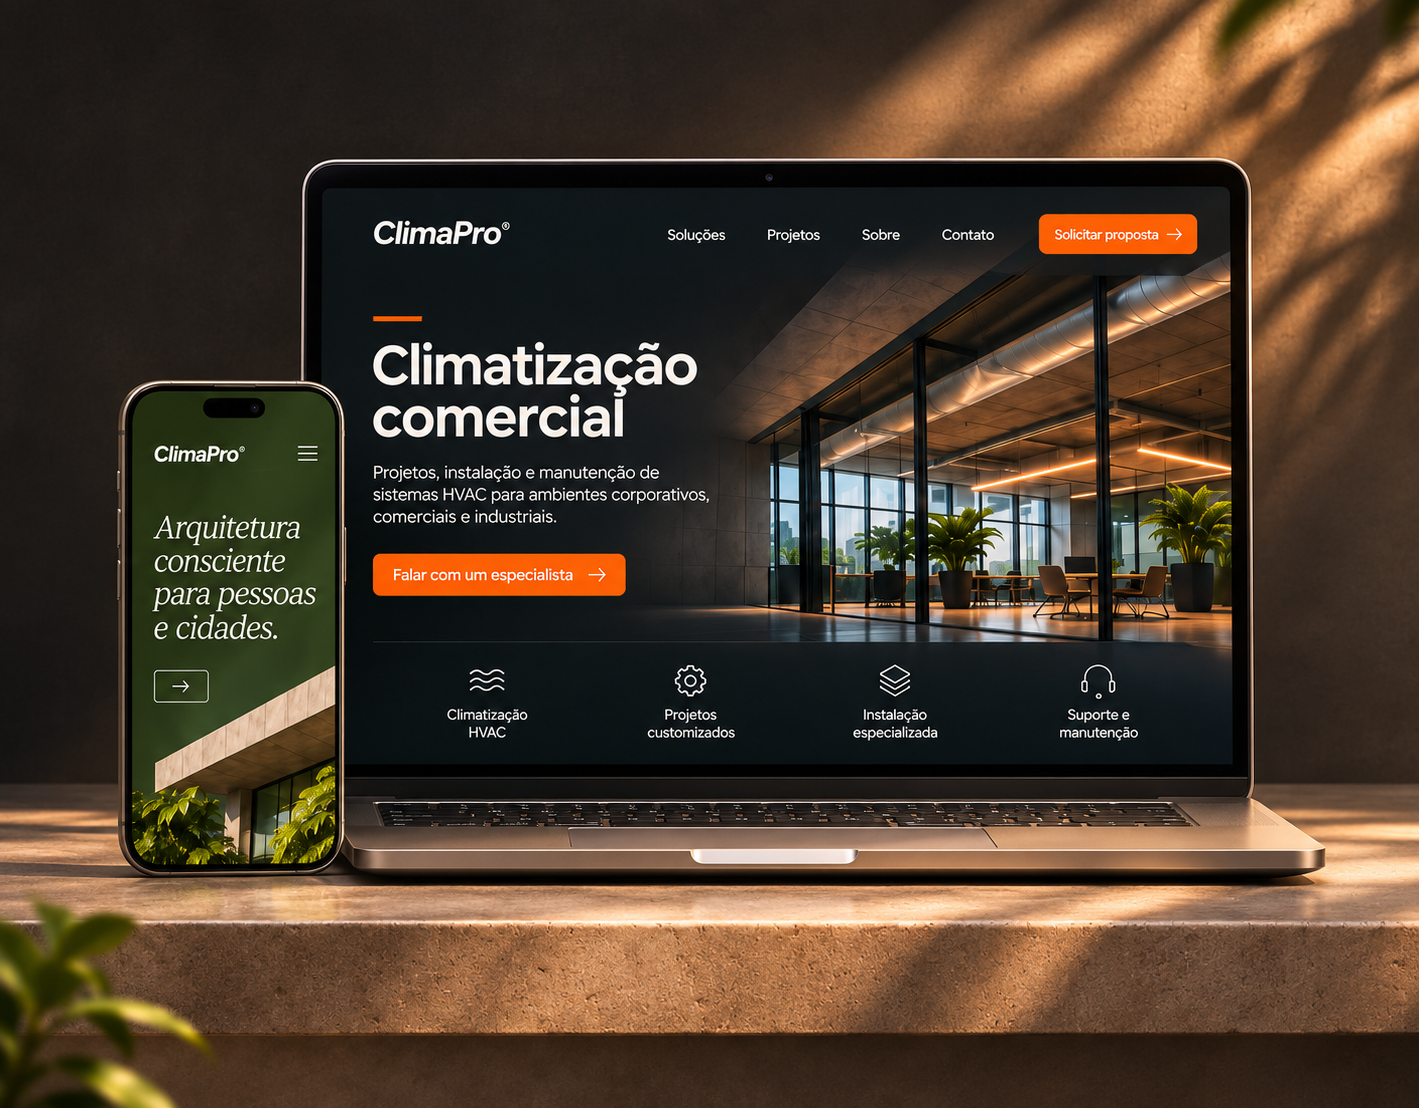 ClimaPro®
Soluções
Projetos
Sobre
Contato
Solicitar proposta
Climatização
comercial
Projetos, instalação e manutenção de
sistemas HVAC para ambientes corporativos,
comerciais e industriais.
Falar com um especialista
Climatização
HVAC
Projetos
customizados
Instalação
especializada
Suporte e
manutenção
ClimaPro®
Arquitetura
consciente
para pessoas
e cidades.